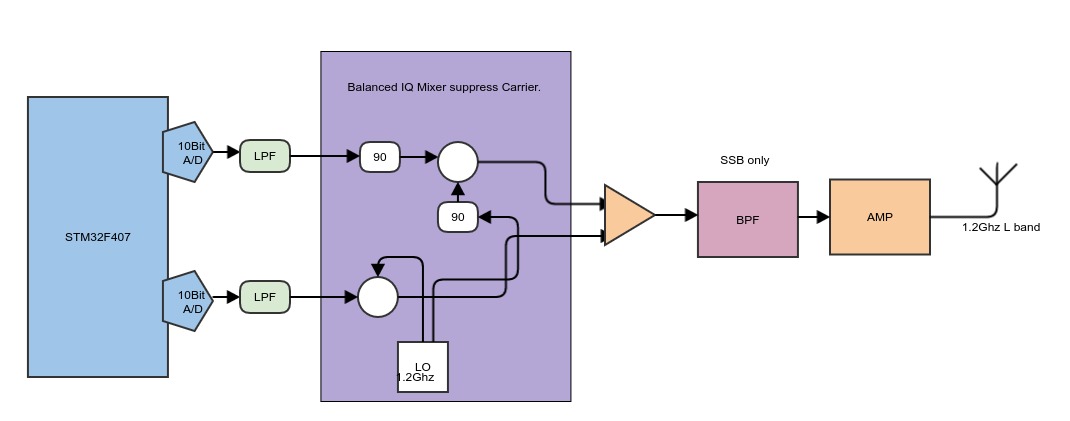 Balanced IQ Mixer suppress Carrier.
10Bit
A/D
LPF
90
SSB only
STM32F407
90
BPF
AMP
1.2Ghz L band
10Bit
A/D
LPF
LO
1.2Ghz